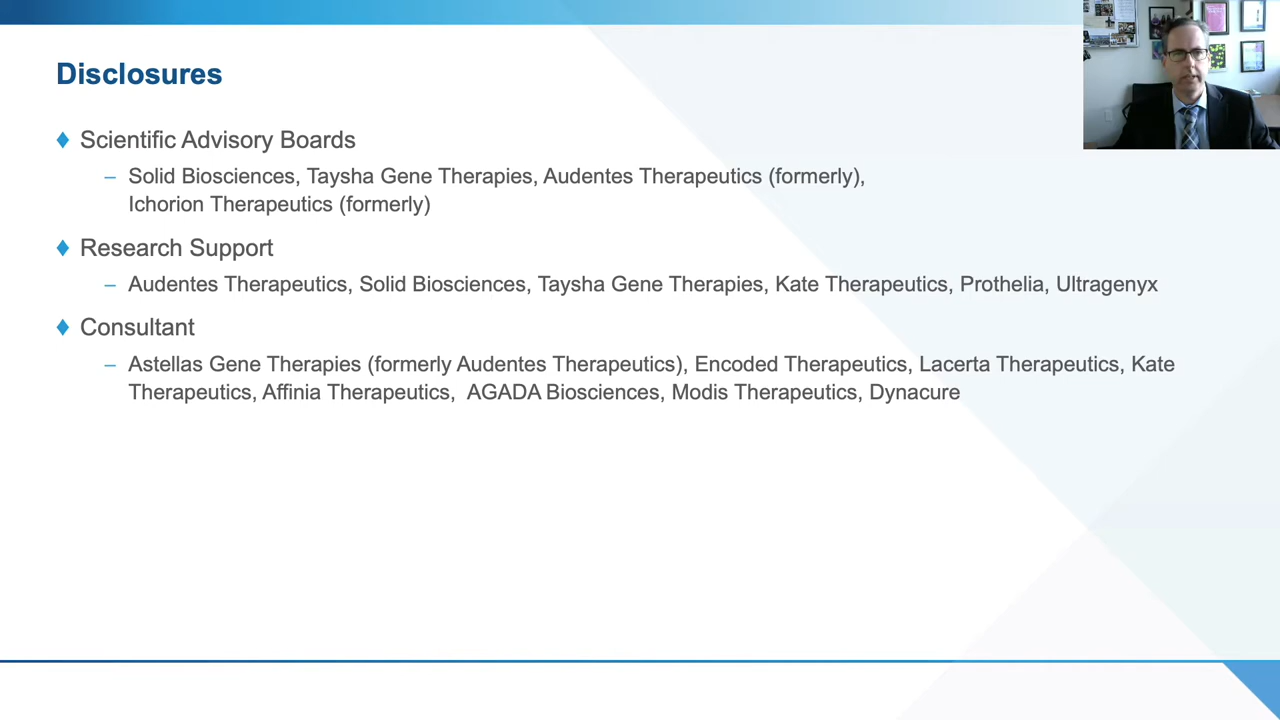 Disclosures
Scientific Advisory Boards
– Solid Biosciences, Taysha Gene Therapies, Audentes Therapeutics (formerly),
Ichorion Therapeutics (formerly)
Research Support
– Audentes Therapeutics, Solid Biosciences, Taysha Gene Therapies, Kate Therapeutics, Prothelia, Ultragenyx
Consultant
– Astellas Gene Therapies (formerly Audentes Therapeutics), Encoded Therapeutics, Lacerta Therapeutics, Kate
Therapeutics, Affinia Therapeutics, AGADA Biosciences, Modis Therapeutics, Dynacure